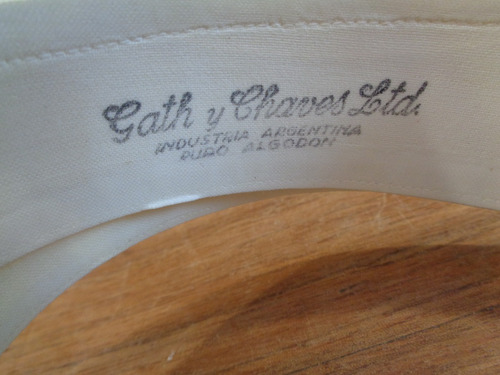 Gath y Chaves Ltd.
INDUSTRIA ARGENTINA
PURO ALGODON